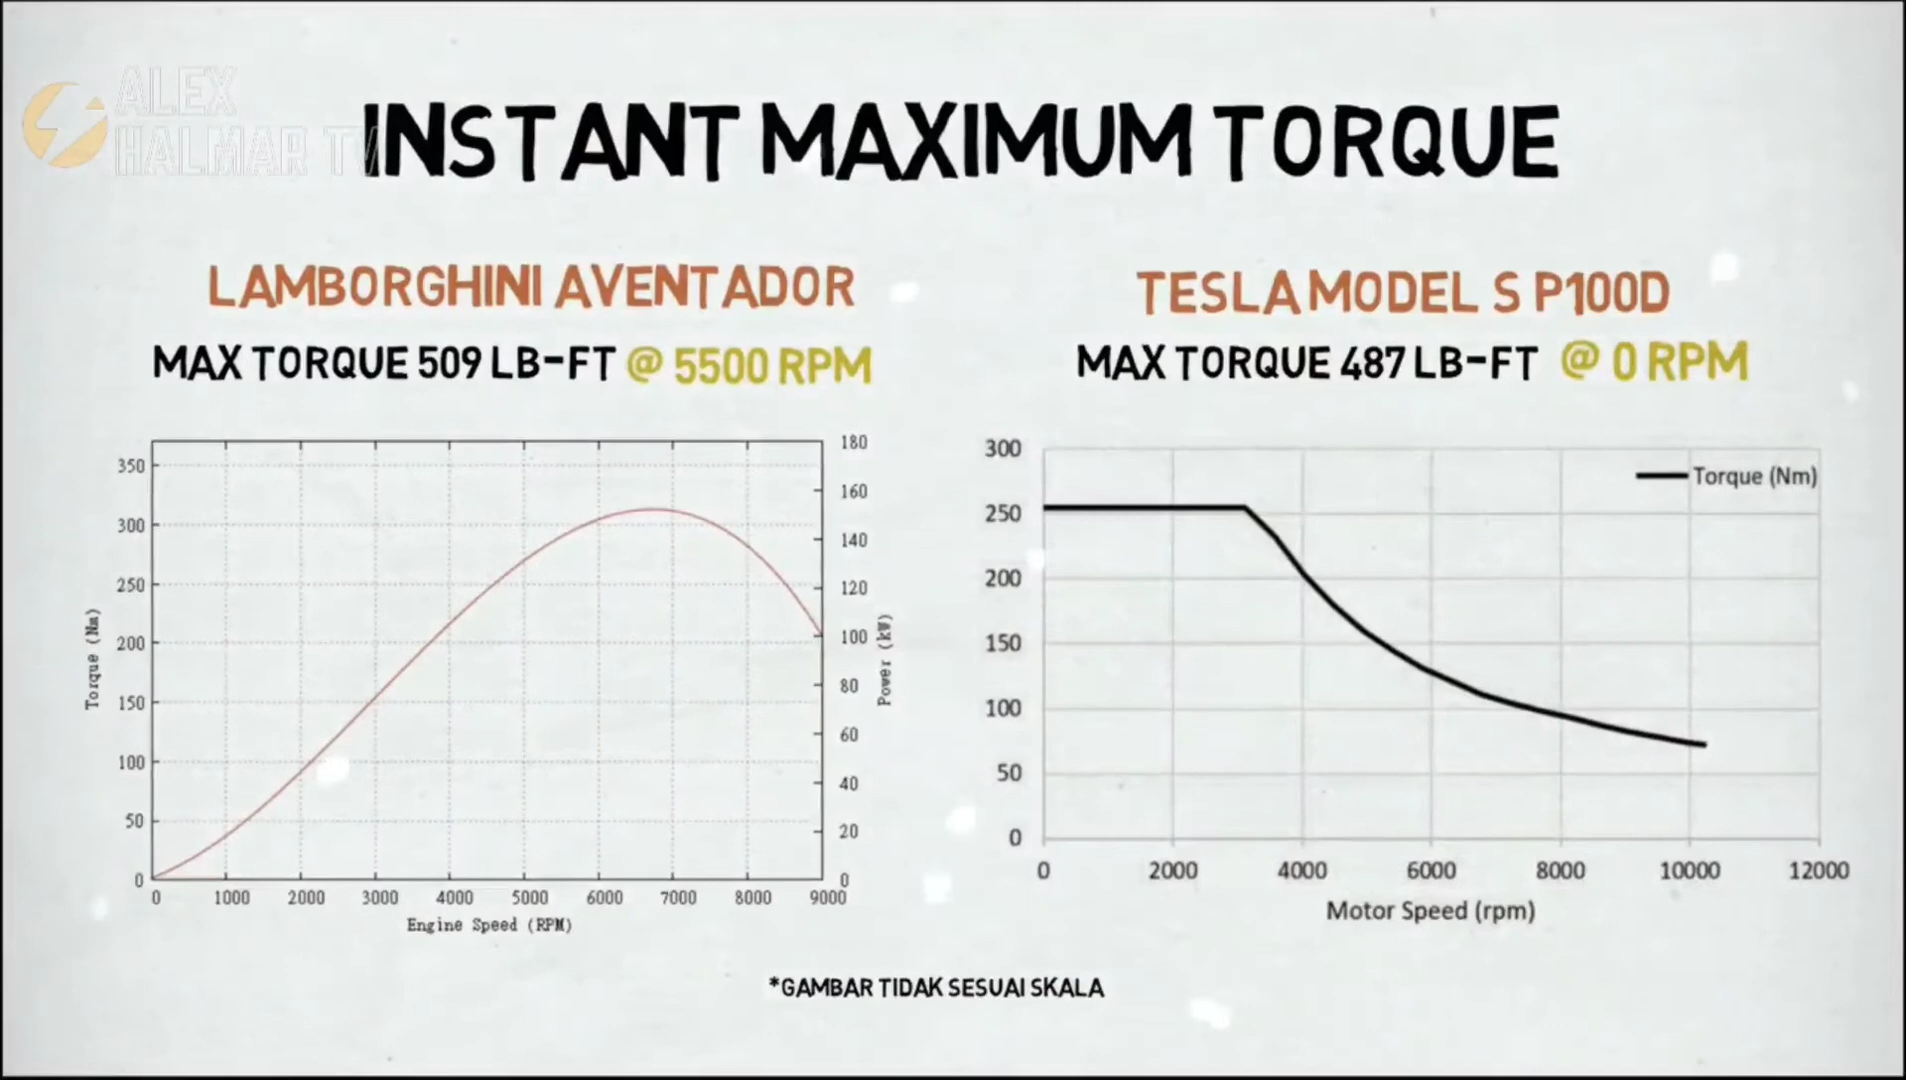 ALEX
HALMAR TV
INSTANT MAXIMUM TORQUE
LAMBORGHINI AVENTADOR
MAX TORQUE 509 LB-FT @ 5500 RPM
350
300
250
200
150
100
50
0
Torque (Nm)
180
160
140
120
100
80
60
40
20
0
Power (kW)
0 1000 2000 3000 4000 5000 6000 7000 8000 9000
Engine Speed (RPM)
TESLA MODEL S P100D
MAX TORQUE 487 LB-FT @ 0 RPM
300
250
200
150
100
50
0
Torque (Nm)
0 2000 4000 6000 8000 10000 12000
Motor Speed (rpm)
*GAMBAR TIDAK SESUAI SKALA